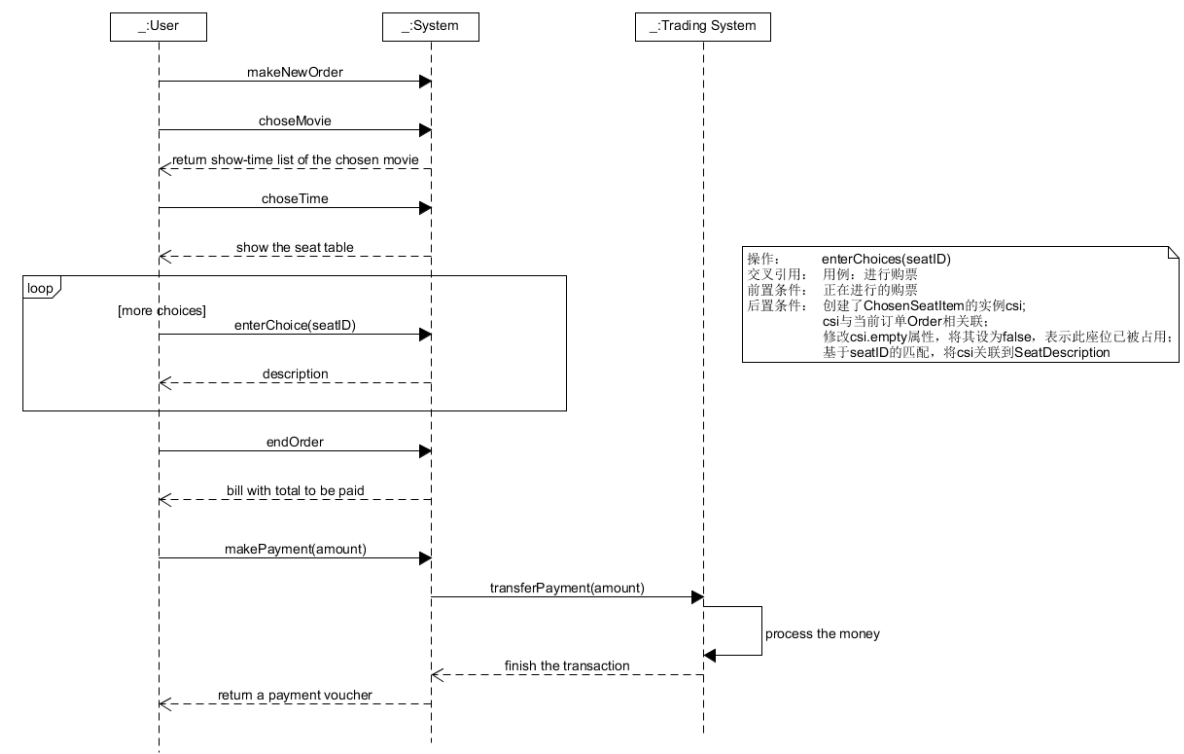 _:User
_:System
_:Trading System
makeNewOrder
choseMovie
return show-time list of the chosen movie
choseTime
show the seat table
loop
[more choices]
enterChoice(seatID)
description
操作： enterChoices(seatID)
交叉引用： 用例：进行购票
前置条件： 正在进行的购票
后置条件： 创建了ChosenSeatItem的实例csi;
csi与当前订单Order相关联；
修改csi.empty属性，将其设为false，表示此座位已被占用；
基于seatID的匹配，将csi关联到SeatDescription
endOrder
bill with total to be paid
makePayment(amount)
transferPayment(amount)
process the money
finish the transaction
return a payment voucher